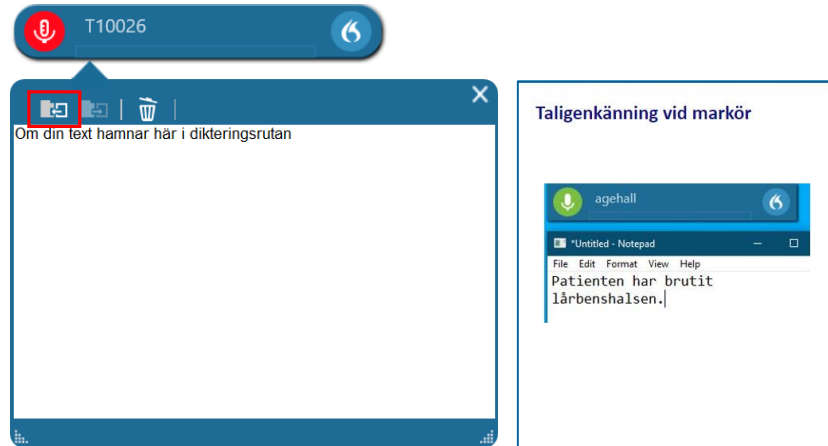 T10026
Om din text hamnar här i dikteringsrutan
Taligenkänning vid markör
agehall
*Untitled - Notepad
File Edit Format View Help
Patienten har brutit
lårbenshalsen.